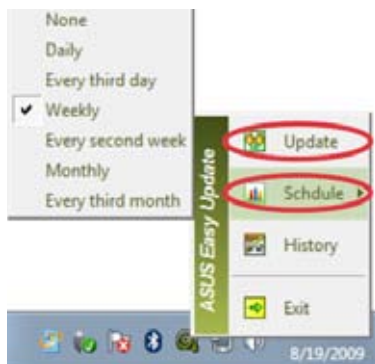 None
Daily
Every third day
Weekly
Every second week
Monthly
Every third month
ASUS Easy Update
Update
Schdule
History
Exit
8/19/2009